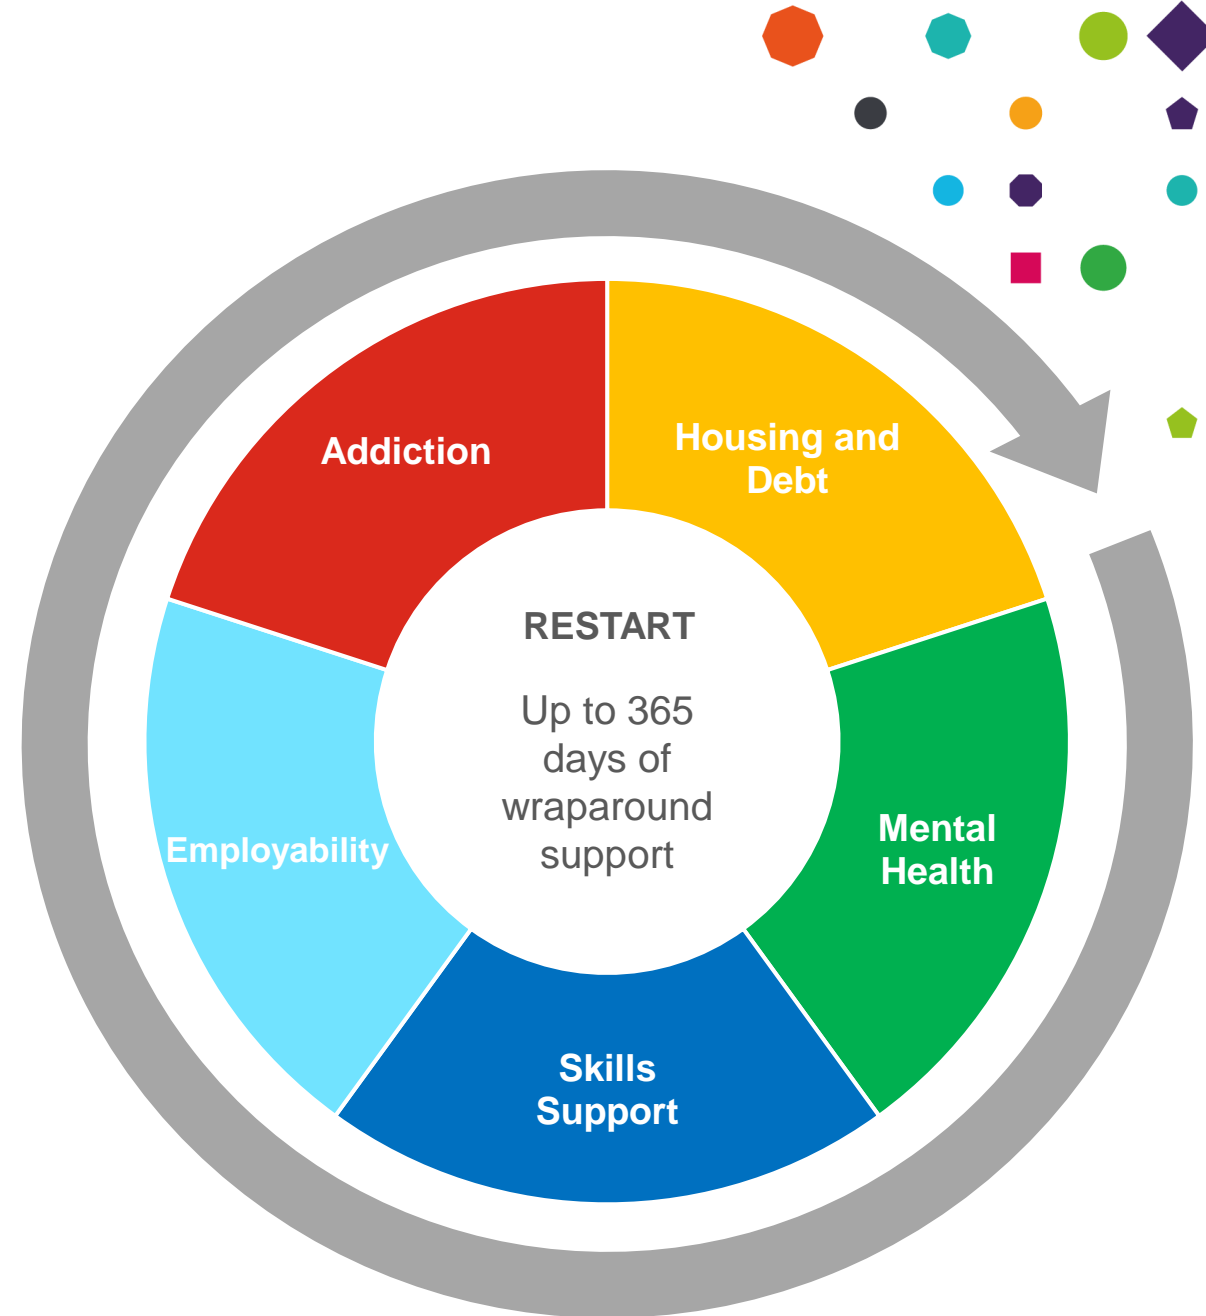 Addiction
Housing and
Debt
RESTART
Up to 365
days of
wraparound
support
Mental
Health
Employability
Skills
Support